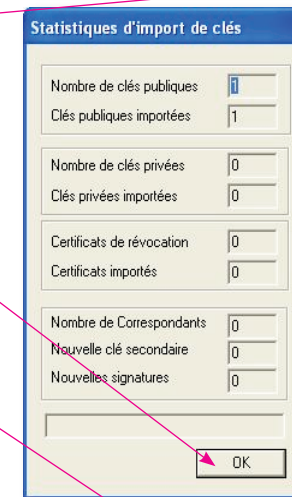 Statistiques d'import de clés
Nombre de clés publiques 1
Clés publiques importées 1
Nombre de clés privées 0
Clés privées importées 0
Certificats de révocation 0
Certificats importés 0
Nombre de Correspondants 0
Nouvelle clé secondaire 0
Nouvelles signatures 0
OK